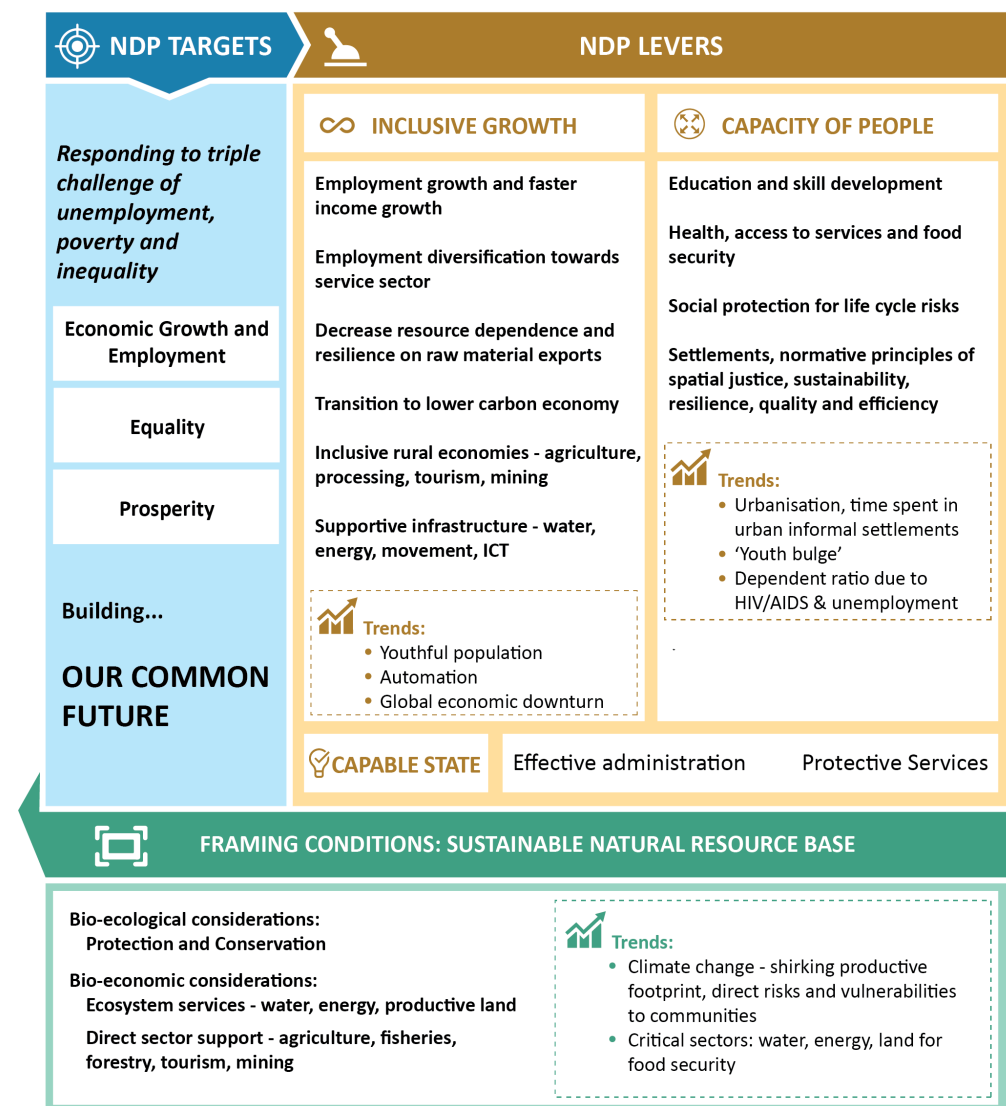 NDP TARGETS
NDP LEVERS
Responding to triple
challenge of
unemployment,
poverty and
inequality
Economic Growth and
Employment
Equality
Prosperity
Building...
OUR COMMON
FUTURE
INCLUSIVE GROWTH
Employment growth and faster
income growth
Employment diversification towards
service sector
Decrease resource dependence and
resilience on raw material exports
Transition to lower carbon economy
Inclusive rural economies - agriculture,
processing, tourism, mining
Supportive infrastructure - water,
energy, movement, ICT
Trends:
• Youthful population
• Automation
• Global economic downturn
CAPACITY OF PEOPLE
Education and skill development
Health, access to services and food
security
Social protection for life cycle risks
Settlements, normative principles of
spatial justice, sustainability,
resilience, quality and efficiency
Trends:
• Urbanisation, time spent in
urban informal settlements
• ‘Youth bulge’
• Dependent ratio due to
HIV/AIDS & unemployment
CAPABLE STATE
Effective administration
Protective Services
FRAMING CONDITIONS: SUSTAINABLE NATURAL RESOURCE BASE
Bio-ecological considerations:
Protection and Conservation
Bio-economic considerations:
Ecosystem services - water, energy, productive land
Direct sector support - agriculture, fisheries,
forestry, tourism, mining
Trends:
• Climate change - shirking productive
footprint, direct risks and vulnerabilities
to communities
• Critical sectors: water, energy, land for
food security